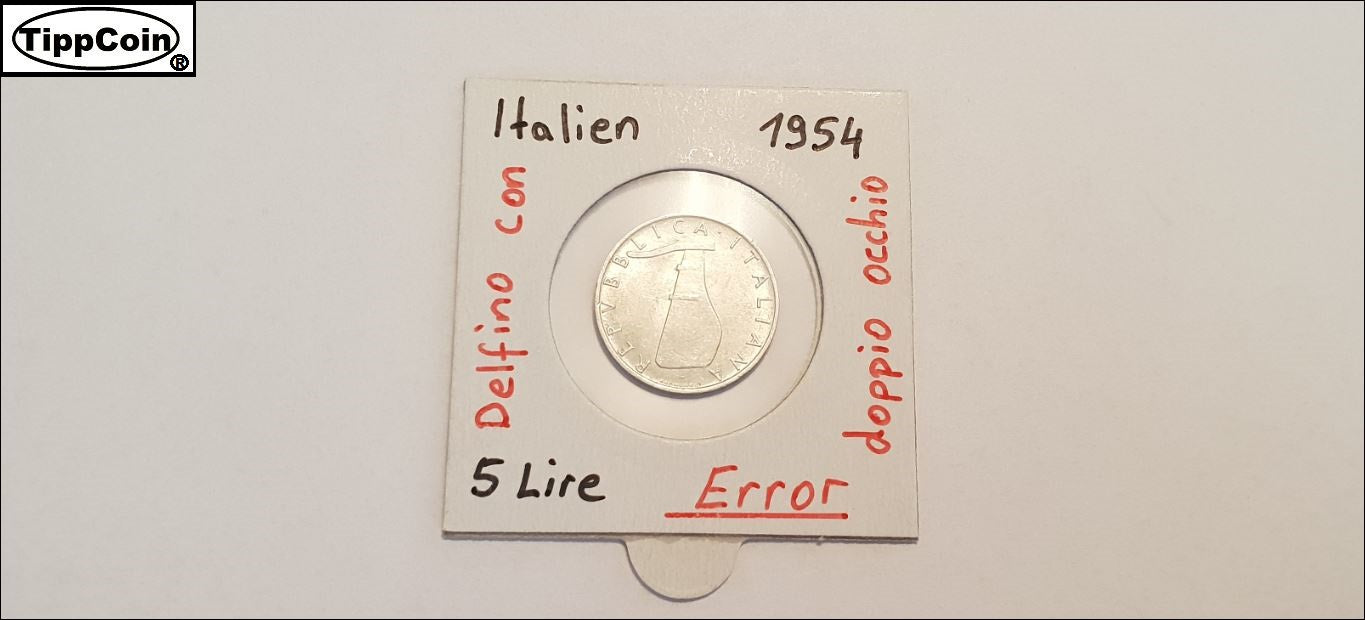 TippCoin®
Italien 1954
Delfino con
doppio occhio
REPVBBLICA·ITALIANA
5 Lire Error